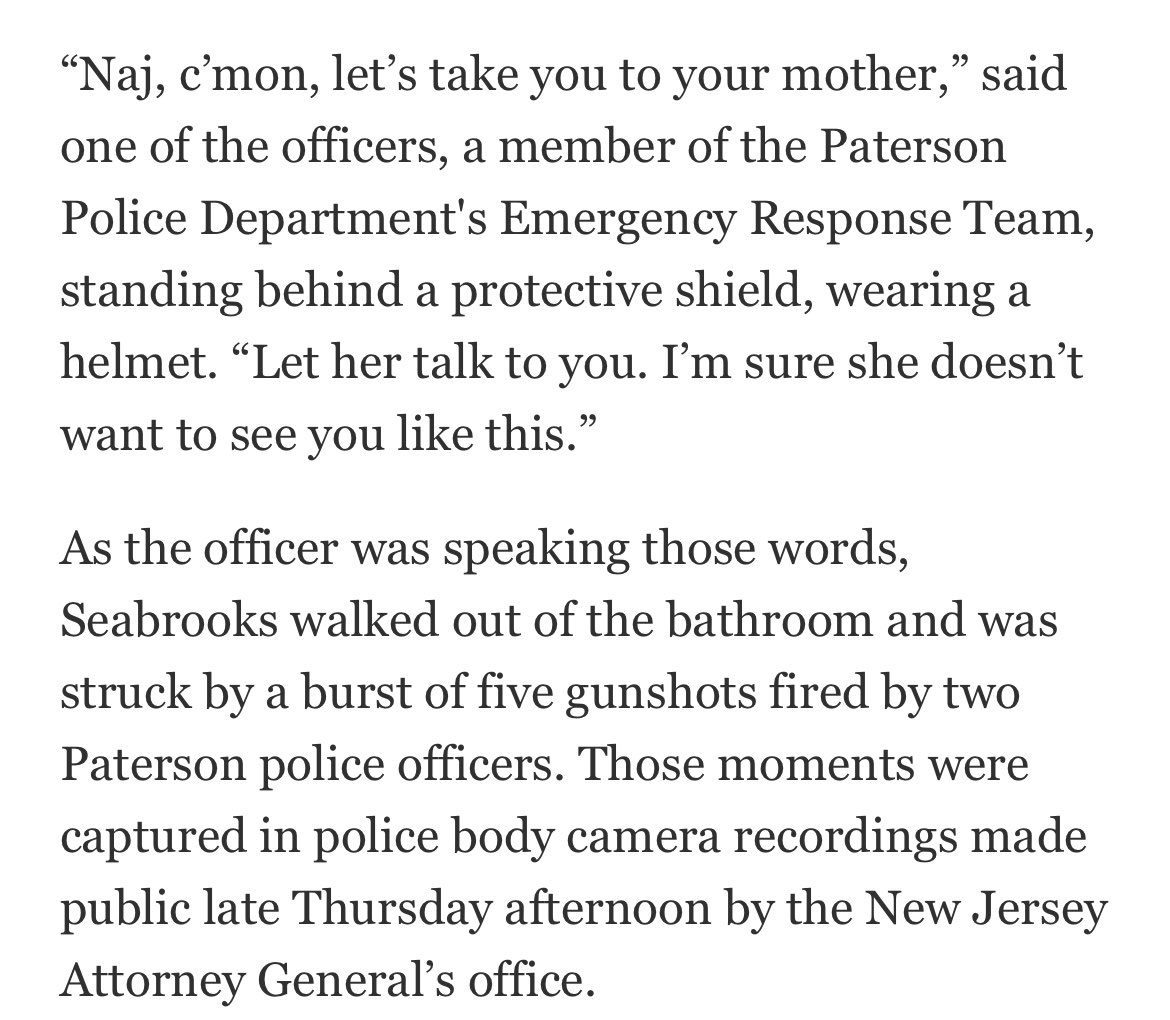 “Naj, c’mon, let’s take you to your mother,” said
one of the officers, a member of the Paterson
Police Department's Emergency Response Team,
standing behind a protective shield, wearing a
helmet. “Let her talk to you. I’m sure she doesn’t
want to see you like this.”
As the officer was speaking those words,
Seabrooks walked out of the bathroom and was
struck by a burst of five gunshots fired by two
Paterson police officers. Those moments were
captured in police body camera recordings made
public late Thursday afternoon by the New Jersey
Attorney General’s office.